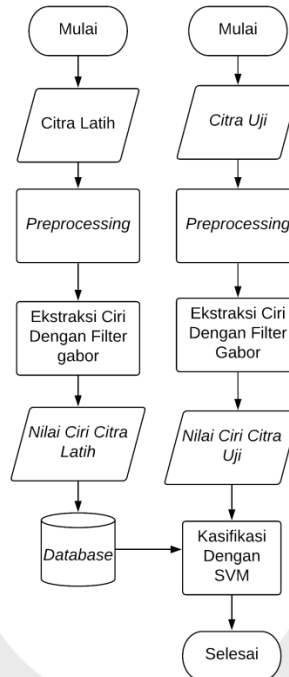 Mulai
Citra Latih
Preprocessing
Ekstraksi Ciri
Dengan Filter
gabor
Nilai Ciri Citra
Latih
Database
Mulai
Citra Uji
Preprocessing
Ekstraksi Ciri
Dengan Filter
Gabor
Nilai Ciri Citra
Uji
Kasifikasi
Dengan
SVM
Selesai